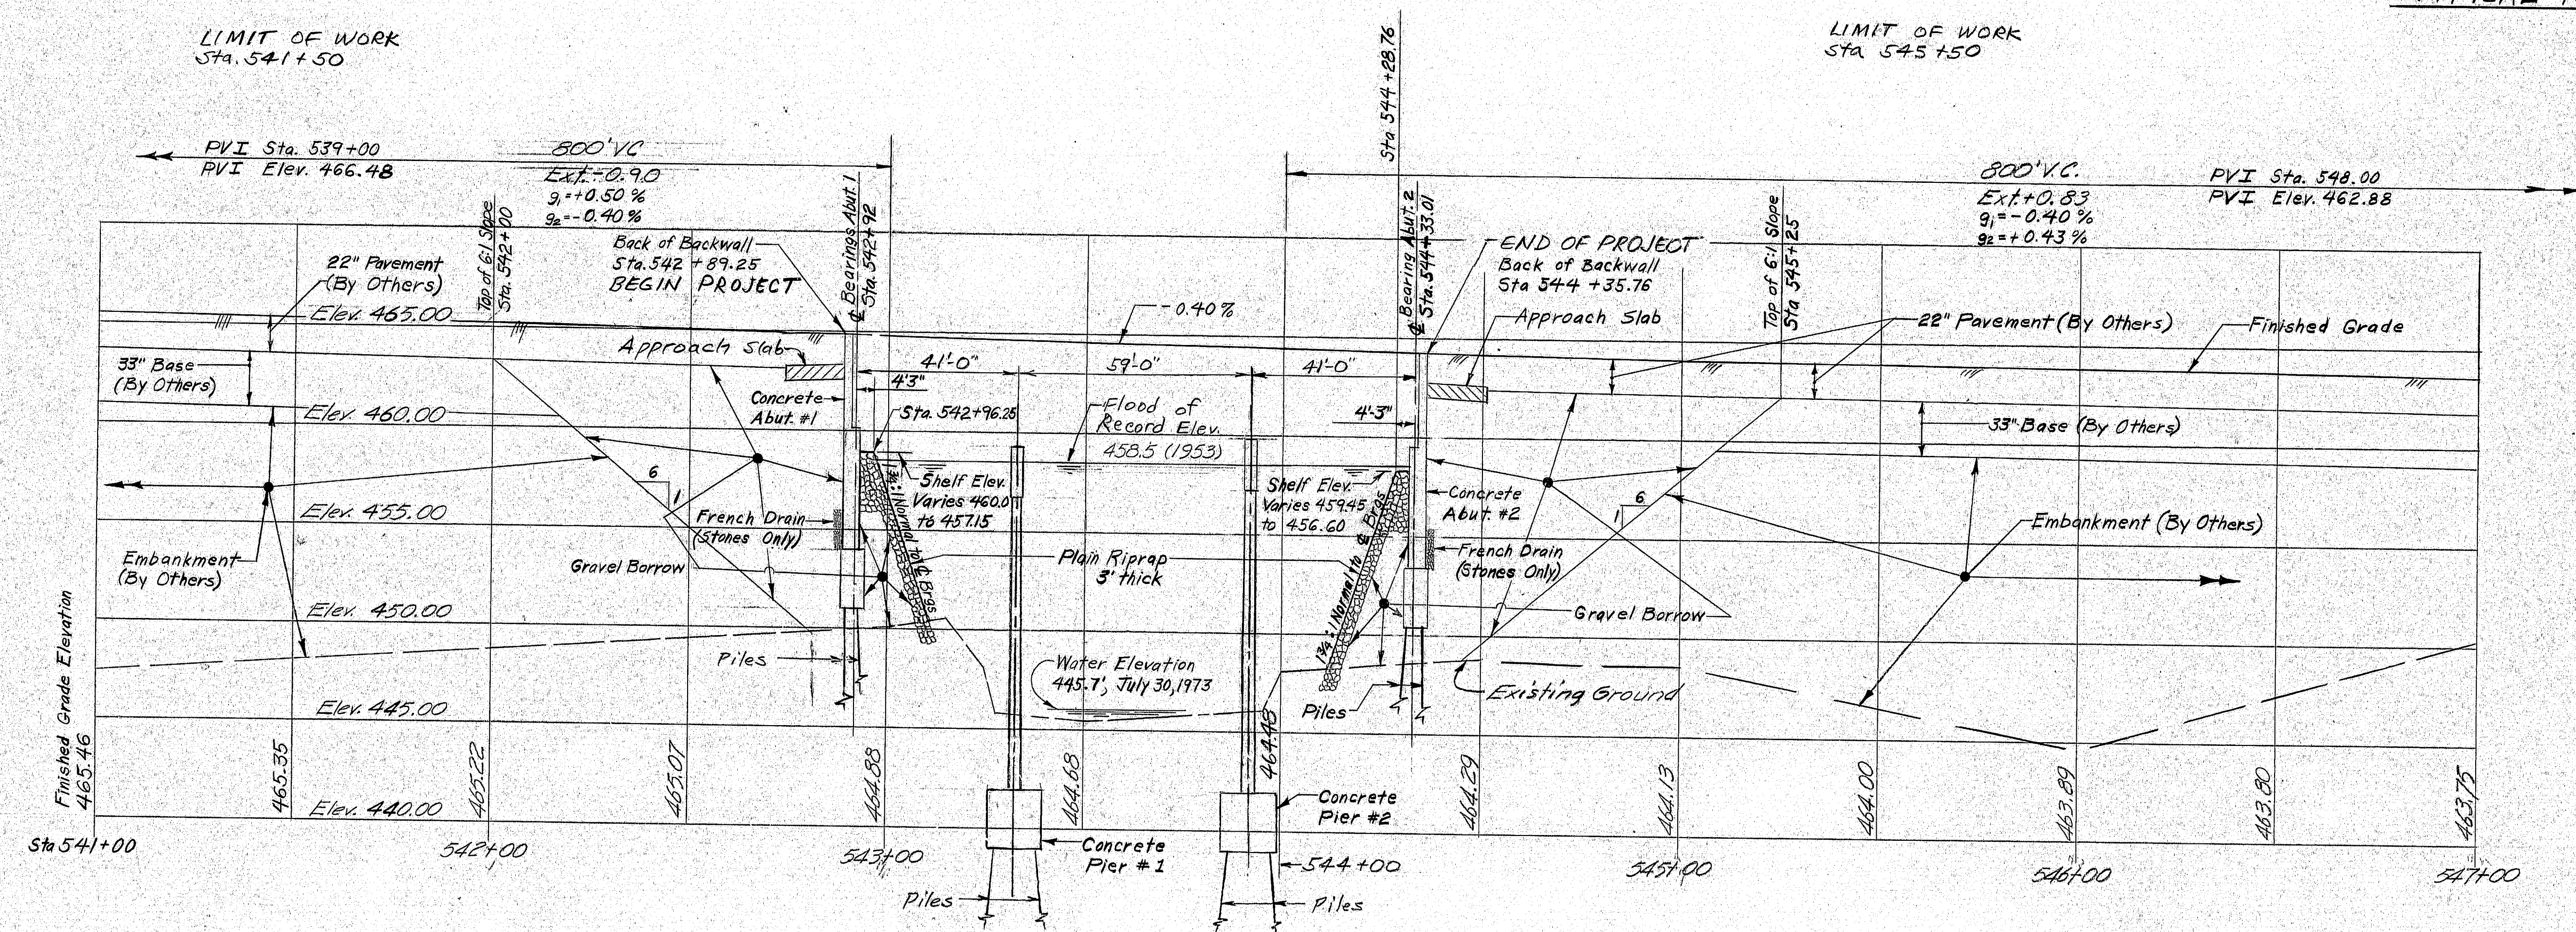 LIMIT OF WORK
Sta. 541+50
LIMIT OF WORK
Sta 545+50
Sta 544+28.76
PVI Sta. 539+00
PVI Elev. 466.48
800' VC
Ext.-0.90
g₁=+0.50 %
g₂=-0.40 %
800' V.C.
Ext.+0.83
g₁=-0.40 %
g₂=+0.43 %
PVI Sta. 548.00
PVI Elev. 462.88
Top of 6:1 Slope
Sta. 542+00
Back of Backwall
Sta. 542+89.25
BEGIN PROJECT
℄ Bearings Abut. 1
Sta. 542+92
℄ Bearing Abut. 2
Sta. 544+33.01
END OF PROJECT
Back of Backwall
Sta 544+35.76
Top of 6:1 Slope
Sta 545+25
22" Pavement
(By Others)
Elev. 465.00
-0.40%
Approach Slab
22" Pavement (By Others)
Finished Grade
Approach Slab
33" Base
(By Others)
41'-0"
59'-0"
41'-0"
4'3"
4'-3"
Concrete
Abut. #1
Sta. 542+96.25
Elev. 460.00
Flood of
Record Elev.
458.5 (1953)
33" Base (By Others)
6
1
Shelf Elev.
Varies 460.0
to 457.15
1¾:1 Normal to ℄ Brgs
Shelf Elev.
Varies 459.45
to 456.60
1¾:1 Normal to ℄ Brgs
Concrete
Abut. #2
6
1
Elev. 455.00
French Drain
(Stones Only)
Embankment (By Others)
Embankment
(By Others)
Gravel Borrow
Plain Riprap
3' thick
French Drain
(Stones Only)
Elev. 450.00
Gravel Borrow
Piles
Water Elevation
445.7', July 30, 1973
Piles
Existing Ground
Elev. 445.00
Finished Grade Elevation
465.46
465.35
465.22
465.07
464.88
464.68
464.48
464.29
464.13
464.00
463.89
463.80
463.75
Elev. 440.00
Concrete
Pier #2
Concrete
Pier #1
Sta 541+00
542+00
543+00
544+00
545+00
546+00
547+00
Piles
Piles